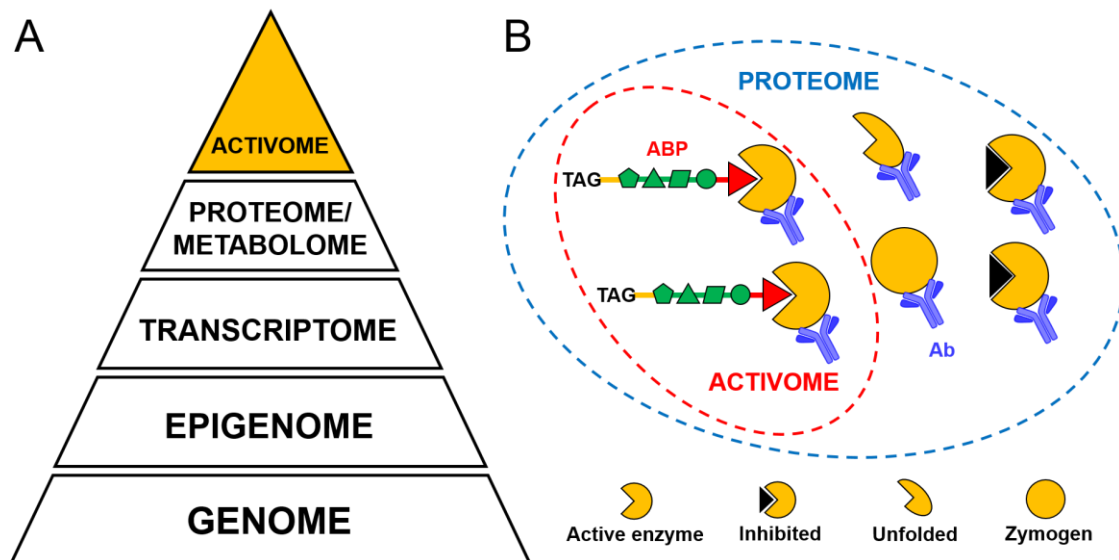 A
ACTIVOME
PROTEOME/
METABOLOME
TRANSCRIPTOME
EPIGENOME
GENOME
B
PROTEOME
ABP
TAG
TAG
Ab
ACTIVOME
Active enzyme
Inhibited
Unfolded
Zymogen